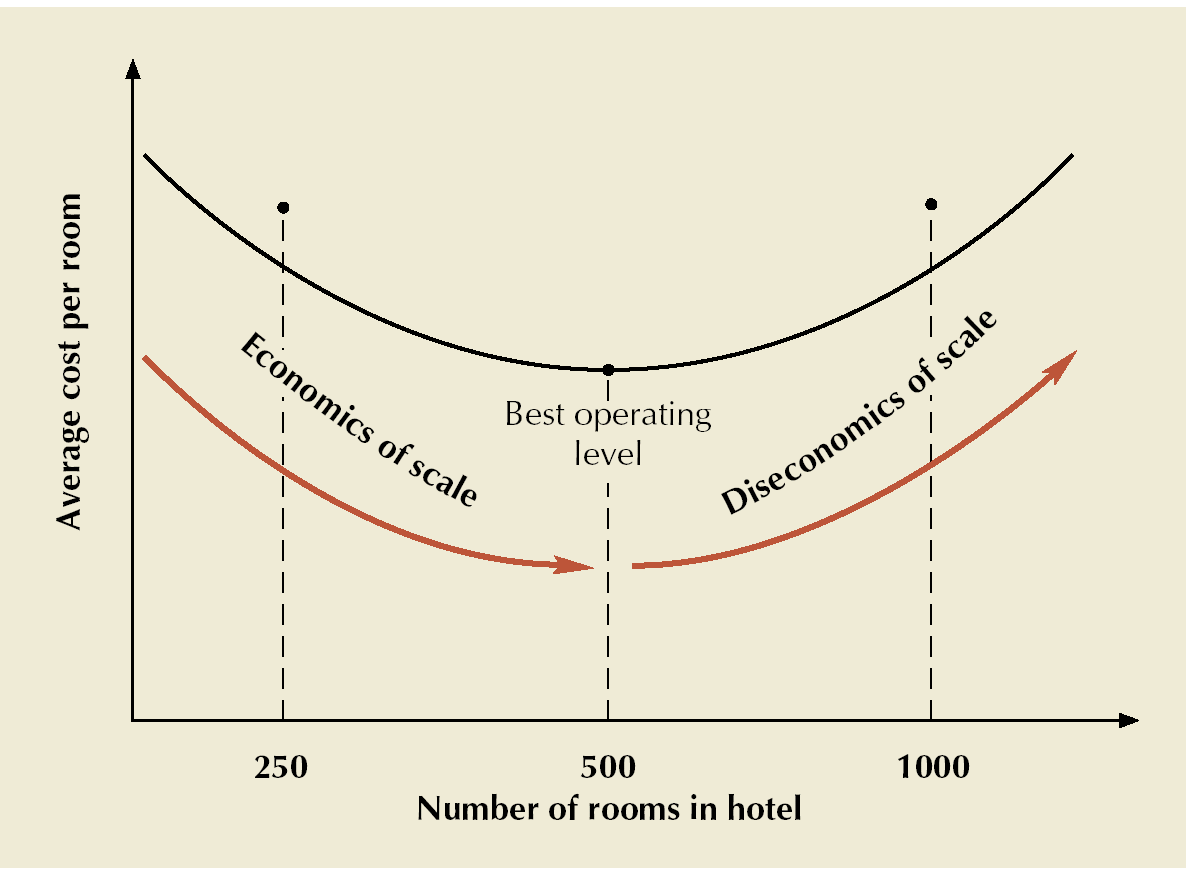 Average cost per room
Economics of scale
Best operating
level
Diseconomics of scale
250
500
1000
Number of rooms in hotel